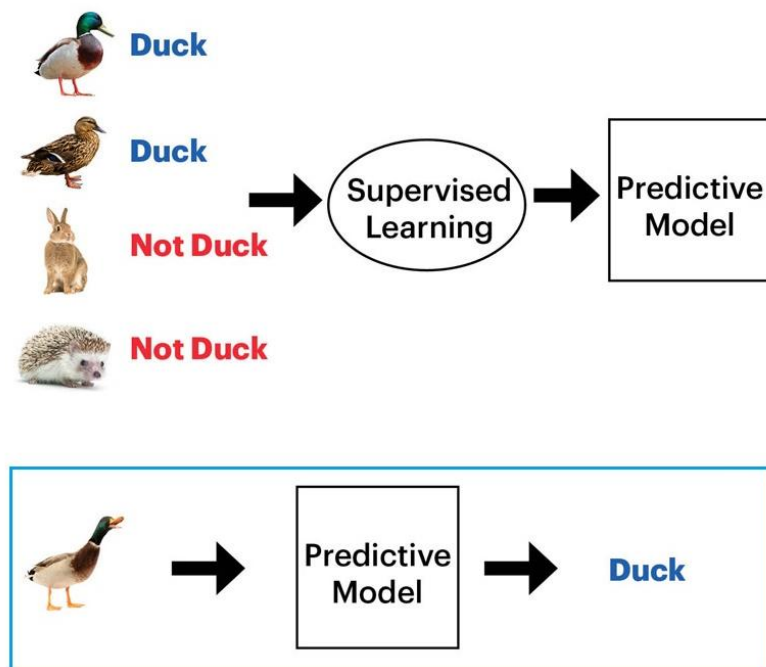 Duck
Duck
Supervised
Learning
Predictive
Model
Not Duck
Not Duck
Predictive
Model
Duck